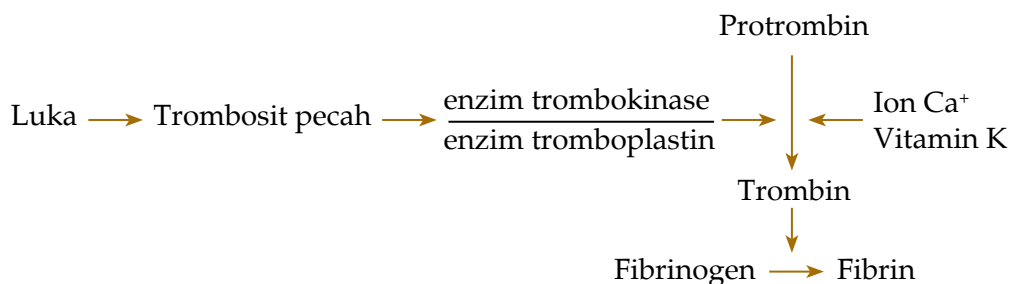 Protrombin
Luka
Trombosit pecah
enzim trombokinase
enzim tromboplastin
Ion Ca⁺
Vitamin K
Trombin
Fibrinogen
Fibrin